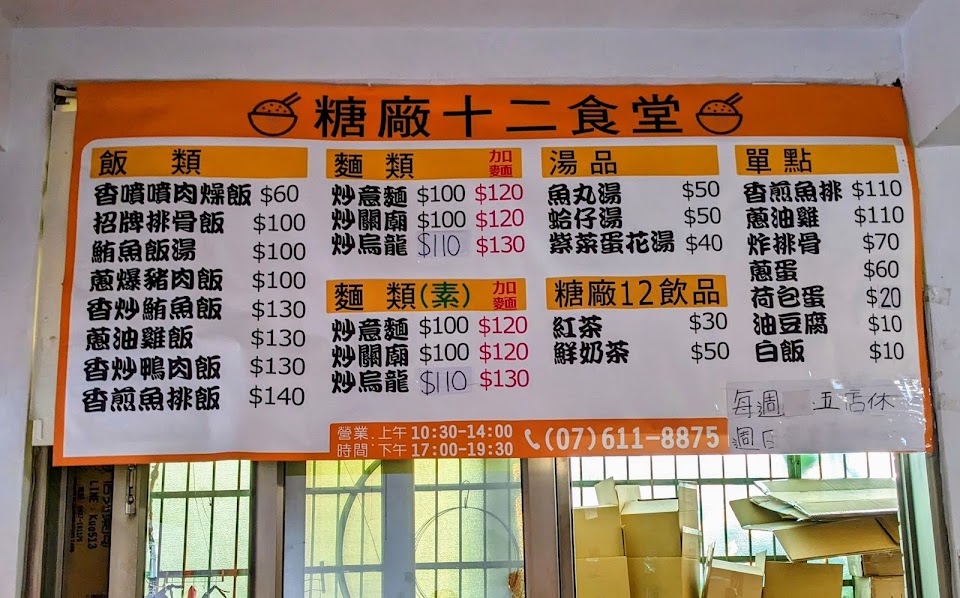 糖廠十二食堂
飯類
香噴噴肉燥飯 $60
招牌排骨飯 $100
鮪魚飯湯 $100
蔥爆豬肉飯 $100
香炒鮪魚飯 $130
蔥油雞飯 $130
香炒鴨肉飯 $130
香煎魚排飯 $140
麵類 加口麵面
炒意麵 $100 $120
炒關廟 $100 $120
炒烏龍 $110 $130
麵類(素) 加口麵面
炒意麵 $100 $120
炒關廟 $100 $120
炒烏龍 $110 $130
湯品
魚丸湯 $50
蛤仔湯 $50
紫菜蛋花湯 $40
糖廠12飲品
紅茶 $30
鮮奶茶 $50
單點
香煎魚排 $110
蔥油雞 $110
炸排骨 $70
蔥蛋 $60
荷包蛋 $20
油豆腐 $10
白飯 $10
每週 五店休
週日
營業時間:
上午10:30-14:00
下午17:00-19:30
(07)611-8875